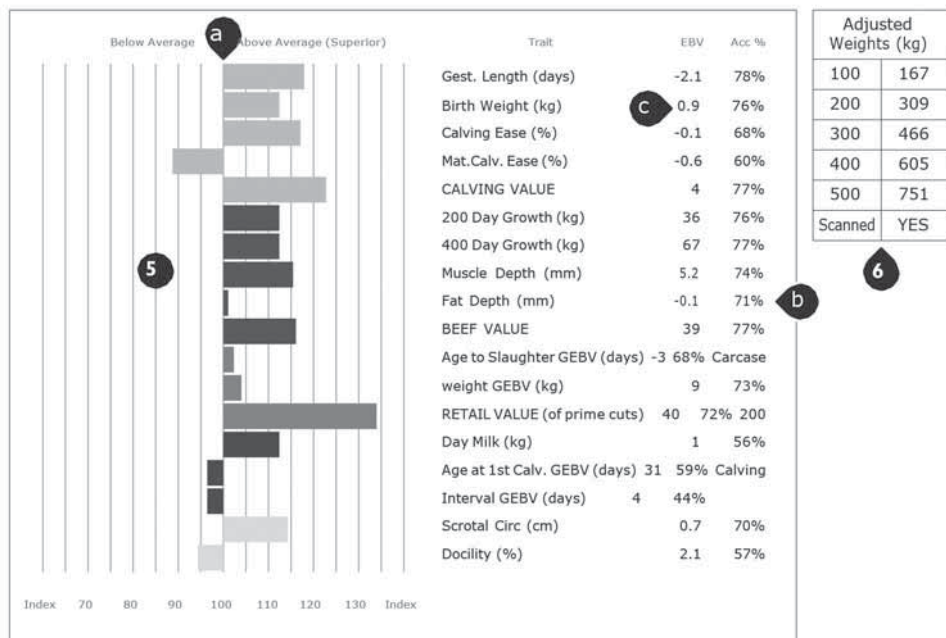 a
Below Average Above Average (Superior) Trait EBV Acc %
Gest. Length (days) -2.1 78%
Birth Weight (kg) c 0.9 76%
Calving Ease (%) -0.1 68%
Mat.Calv. Ease (%) -0.6 60%
CALVING VALUE 4 77%
200 Day Growth (kg) 36 76%
400 Day Growth (kg) 67 77%
5 Muscle Depth (mm) 5.2 74%
Fat Depth (mm) -0.1 71% b
BEEF VALUE 39 77%
Age to Slaughter GEBV (days) -3 68% Carcase
weight GEBV (kg) 9 73%
RETAIL VALUE (of prime cuts) 40 72% 200
Day Milk (kg) 1 56%
Age at 1st Calv. GEBV (days) 31 59% Calving
Interval GEBV (days) 4 44%
Scrotal Circ (cm) 0.7 70%
Docility (%) 2.1 57%
Index 70 80 90 100 110 120 130 Index
Adjusted
Weights (kg)
100 167
200 309
300 466
400 605
500 751
Scanned YES
6